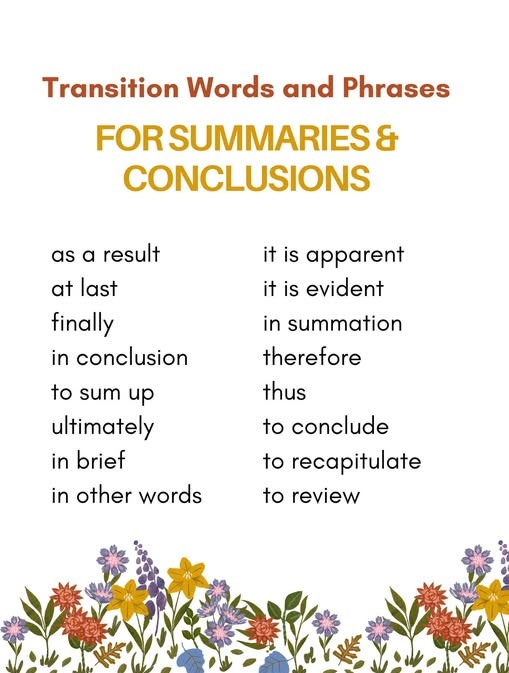 Transition Words and Phrases
FOR SUMMARIES &
CONCLUSIONS
as a result
at last
finally
in conclusion
to sum up
ultimately
in brief
in other words
it is apparent
it is evident
in summation
therefore
thus
to conclude
to recapitulate
to review